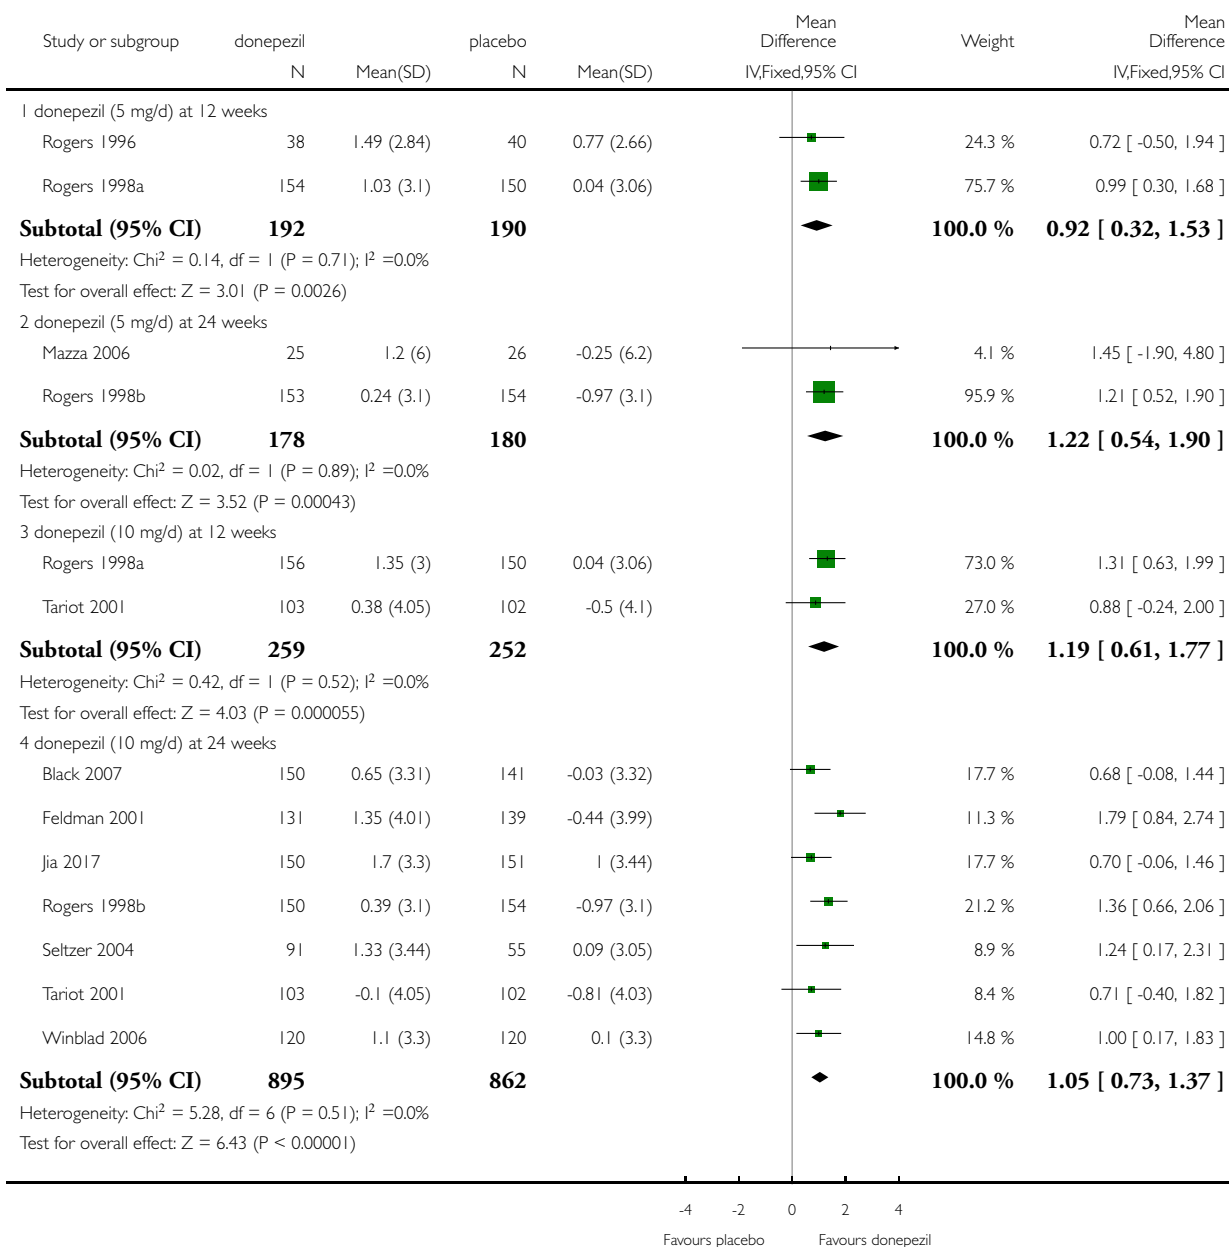 Study or subgroup donepezil placebo Mean Difference Weight Mean Difference
N Mean(SD) N Mean(SD) IV,Fixed,95% CI IV,Fixed,95% CI
1 donepezil (5 mg/d) at 12 weeks
Rogers 1996 38 1.49 (2.84) 40 0.77 (2.66) 24.3 % 0.72 [ -0.50, 1.94 ]
Rogers 1998a 154 1.03 (3.1) 150 0.04 (3.06) 75.7 % 0.99 [ 0.30, 1.68 ]
Subtotal (95% CI) 192 190 100.0 % 0.92 [ 0.32, 1.53 ]
Heterogeneity: Chi² = 0.14, df = 1 (P = 0.71); I² =0.0%
Test for overall effect: Z = 3.01 (P = 0.0026)
2 donepezil (5 mg/d) at 24 weeks
Mazza 2006 25 1.2 (6) 26 -0.25 (6.2) 4.1 % 1.45 [ -1.90, 4.80 ]
Rogers 1998b 153 0.24 (3.1) 154 -0.97 (3.1) 95.9 % 1.21 [ 0.52, 1.90 ]
Subtotal (95% CI) 178 180 100.0 % 1.22 [ 0.54, 1.90 ]
Heterogeneity: Chi² = 0.02, df = 1 (P = 0.89); I² =0.0%
Test for overall effect: Z = 3.52 (P = 0.00043)
3 donepezil (10 mg/d) at 12 weeks
Rogers 1998a 156 1.35 (3) 150 0.04 (3.06) 73.0 % 1.31 [ 0.63, 1.99 ]
Tariot 2001 103 0.38 (4.05) 102 -0.5 (4.1) 27.0 % 0.88 [ -0.24, 2.00 ]
Subtotal (95% CI) 259 252 100.0 % 1.19 [ 0.61, 1.77 ]
Heterogeneity: Chi² = 0.42, df = 1 (P = 0.52); I² =0.0%
Test for overall effect: Z = 4.03 (P = 0.000055)
4 donepezil (10 mg/d) at 24 weeks
Black 2007 150 0.65 (3.31) 141 -0.03 (3.32) 17.7 % 0.68 [ -0.08, 1.44 ]
Feldman 2001 131 1.35 (4.01) 139 -0.44 (3.99) 11.3 % 1.79 [ 0.84, 2.74 ]
Jia 2017 150 1.7 (3.3) 151 1 (3.44) 17.7 % 0.70 [ -0.06, 1.46 ]
Rogers 1998b 150 0.39 (3.1) 154 -0.97 (3.1) 21.2 % 1.36 [ 0.66, 2.06 ]
Seltzer 2004 91 1.33 (3.44) 55 0.09 (3.05) 8.9 % 1.24 [ 0.17, 2.31 ]
Tariot 2001 103 -0.1 (4.05) 102 -0.81 (4.03) 8.4 % 0.71 [ -0.40, 1.82 ]
Winblad 2006 120 1.1 (3.3) 120 0.1 (3.3) 14.8 % 1.00 [ 0.17, 1.83 ]
Subtotal (95% CI) 895 862 100.0 % 1.05 [ 0.73, 1.37 ]
Heterogeneity: Chi² = 5.28, df = 6 (P = 0.51); I² =0.0%
Test for overall effect: Z = 6.43 (P < 0.00001)
-4 -2 0 2 4
Favours placebo Favours donepezil